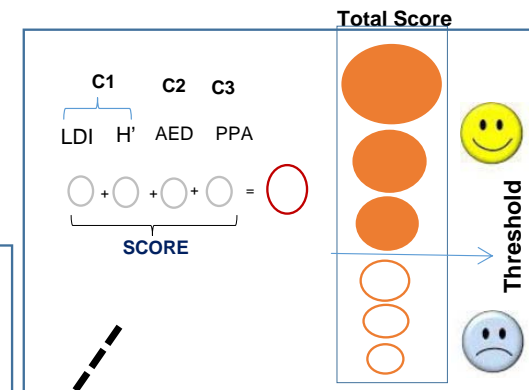 Total Score
C1 C2 C3
LDI H’ AED PPA
+ + + =
SCORE
Threshold